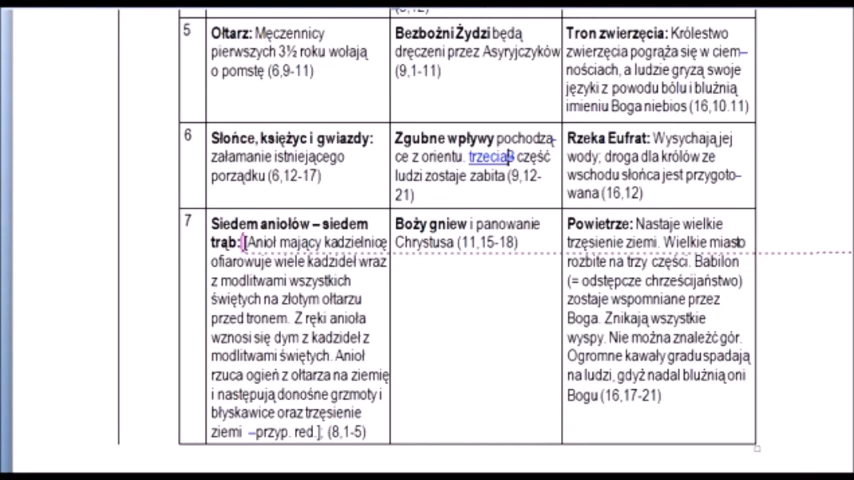 5
Ołtarz: Męczennicy
pierwszych 3½ roku wołają
o pomstę (6,9-11)
Bezbożni Żydzi będą
dręczeni przez Asyryjczyków
(9,1-11)
Tron zwierzęcia: Królestwo
zwierzęcia pogrąża się w ciem–
nościach, a ludzie gryzą swoje
języki z powodu bólu i bluźnią
imieniu Boga niebios (16,10.11)
6
Słońce, księżyc i gwiazdy:
załamanie istniejącego
porządku (6,12-17)
Zgubne wpływy pochodzą-
ce z orientu. trzecia część
ludzi zostaje zabita (9,12-
21)
Rzeka Eufrat: Wysychają jej
wody; droga dla królów ze
wschodu słońca jest przygoto–
wana (16,12)
7
Siedem aniołów – siedem
trąb: [Anioł mający kadzielnicę
ofiarowuje wiele kadzideł wraz
z modlitwami wszystkich
świętych na złotym ołtarzu
przed tronem. Z ręki anioła
wznosi się dym z kadzideł z
modlitwami świętych. Anioł
rzuca ogień z ołtarza na ziemię
i następują donośne grzmoty i
błyskawice oraz trzęsienie
ziemi –przyp. red.]; (8,1-5)
Boży gniew i panowanie
Chrystusa (11,15-18)
Powietrze: Nastaje wielkie
trzęsienie ziemi. Wielkie miasto
rozbite na trzy części. Babilon
(= odstępcze chrześcijaństwo)
zostaje wspomniane przez
Boga. Znikają wszystkie
wyspy. Nie można znaleźć gór.
Ogromne kawały gradu spadają
na ludzi, gdyż nadal bluźnią oni
Bogu (16,17-21)